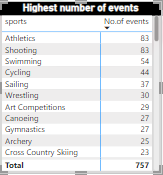 Highest number of events
sports No.of events
Athletics 83
Shooting 83
Swimming 54
Cycling 44
Sailing 37
Wrestling 30
Art Competitions 29
Canoeing 27
Gymnastics 27
Archery 25
Cross Country Skiing 23
Total 757